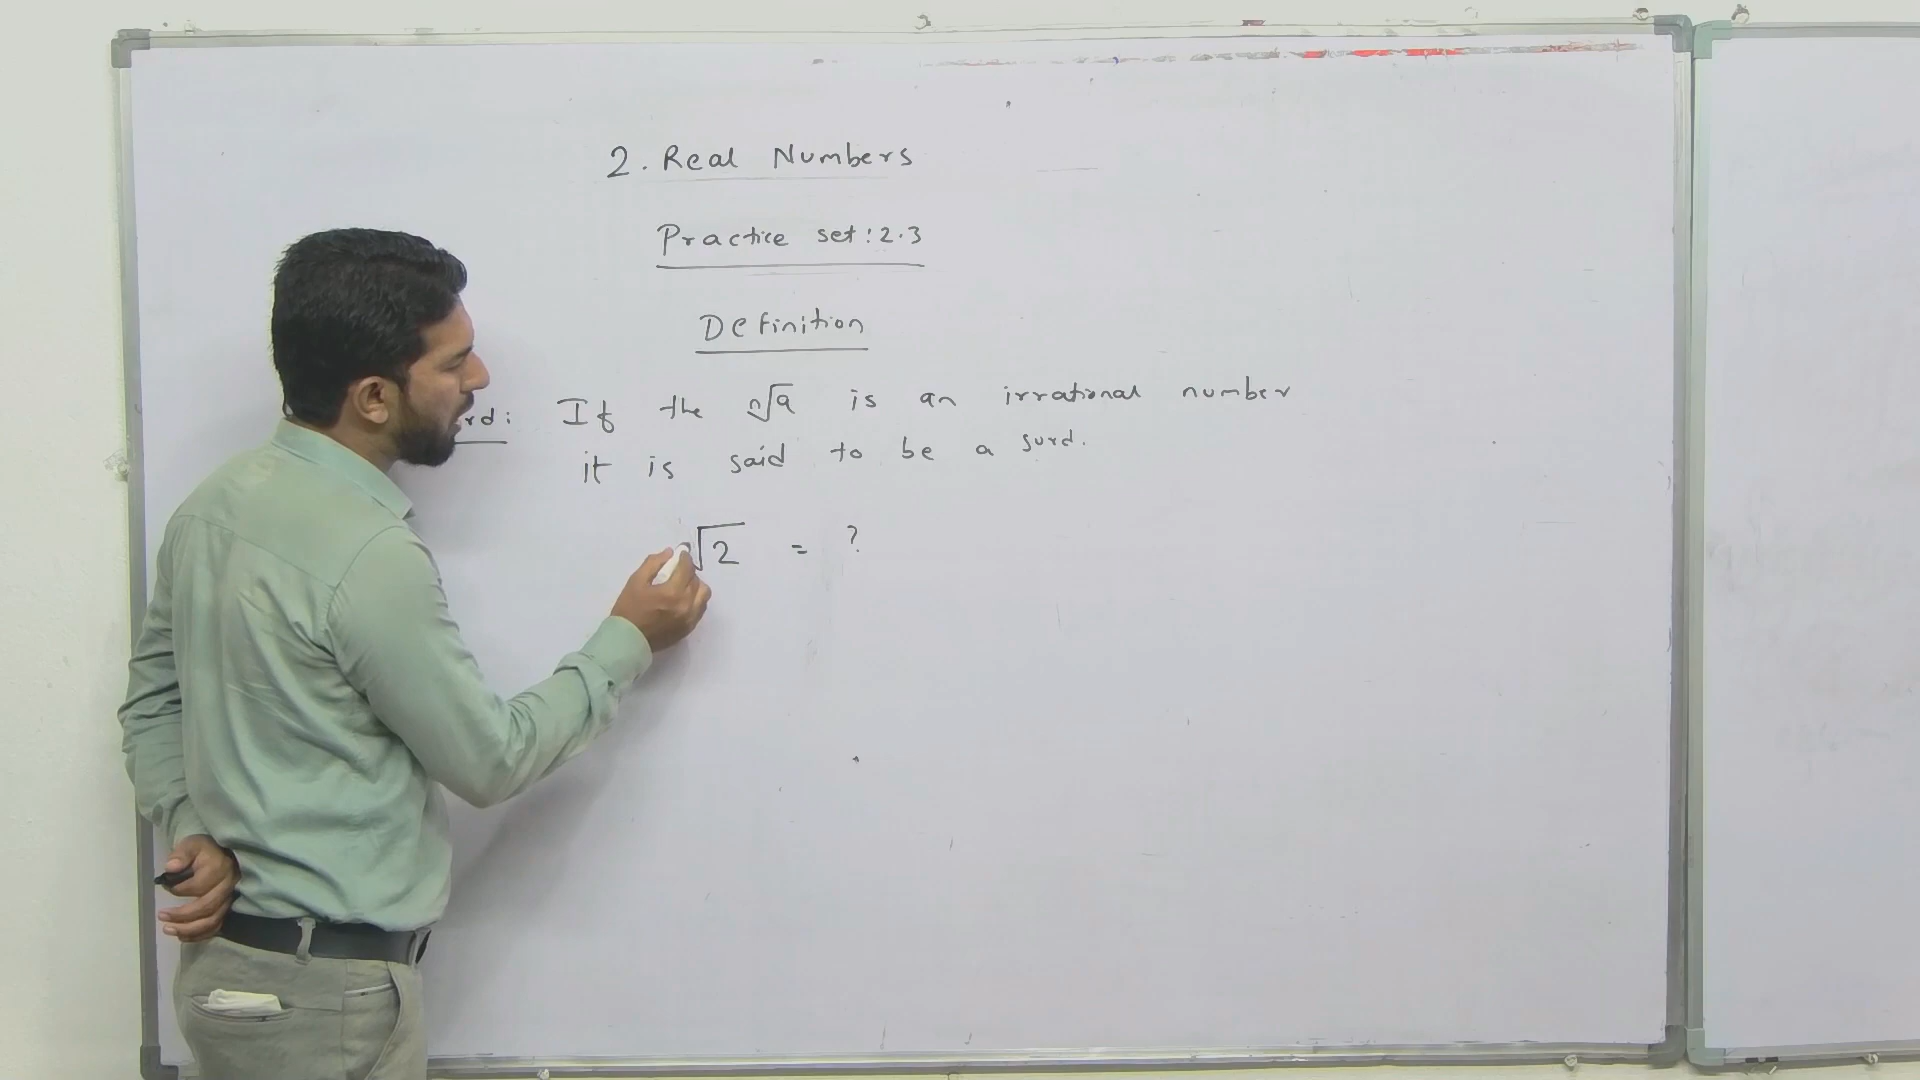 2. Real Numbers
Practice set: 2.3
Definition
rd: If the ⁿ√a is an irrational number
it is said to be a surd.
√2 = ?